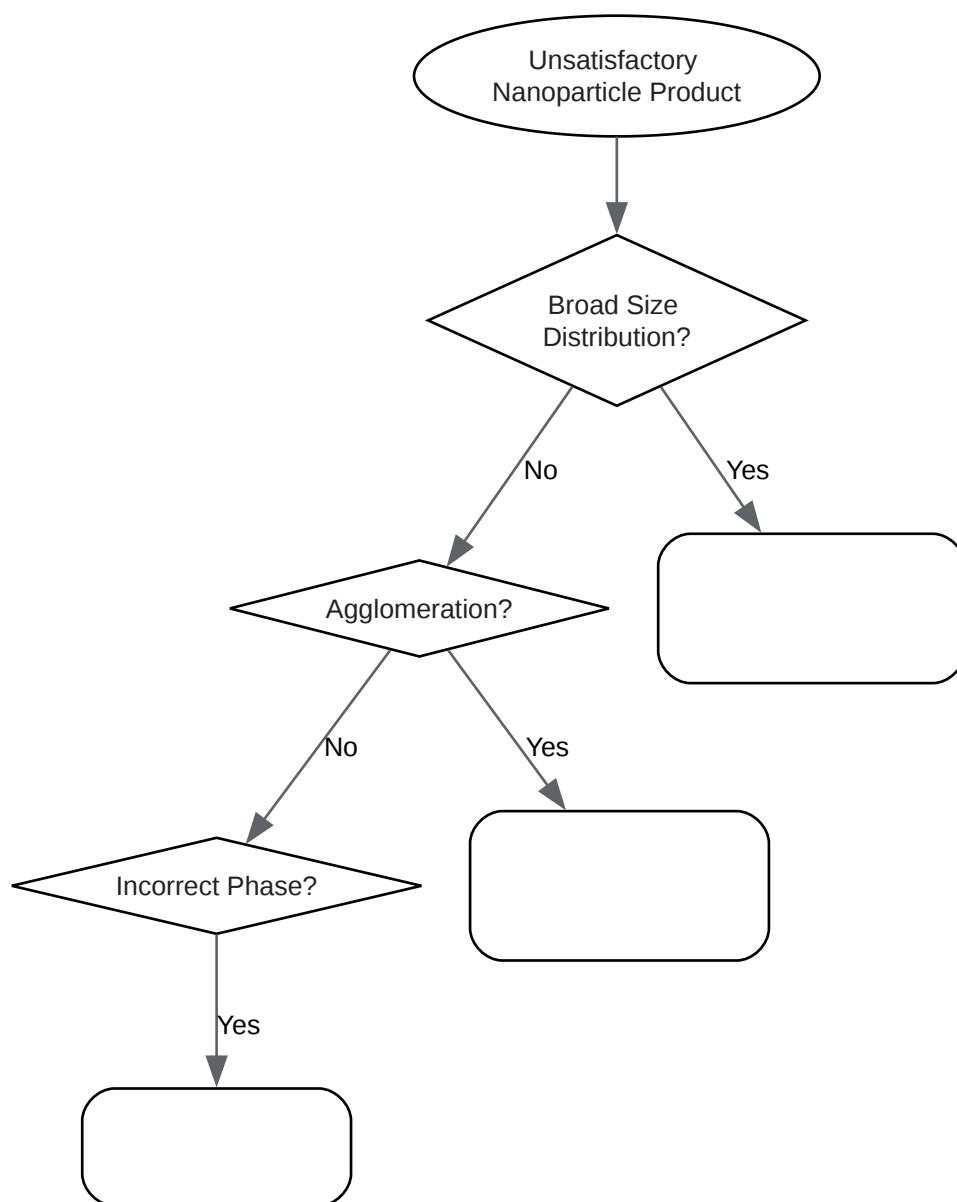 Unsatisfactory
Nanoparticle Product
Broad Size
Distribution?
No
Yes
Agglomeration?
No
Yes
Incorrect Phase?
Yes